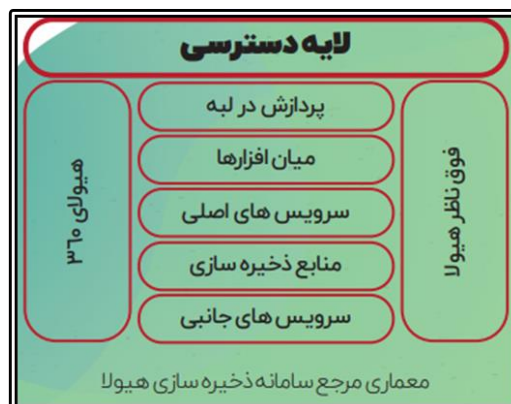 لایه دسترسی
فوق ناظر هیولا
پردازش در لبه
میان افزارها
سرویس های اصلی
منابع ذخیره سازی
سرویس های جانبی
هیولای ۳۶۰
معماری مرجع سامانه ذخیره سازی هیولا